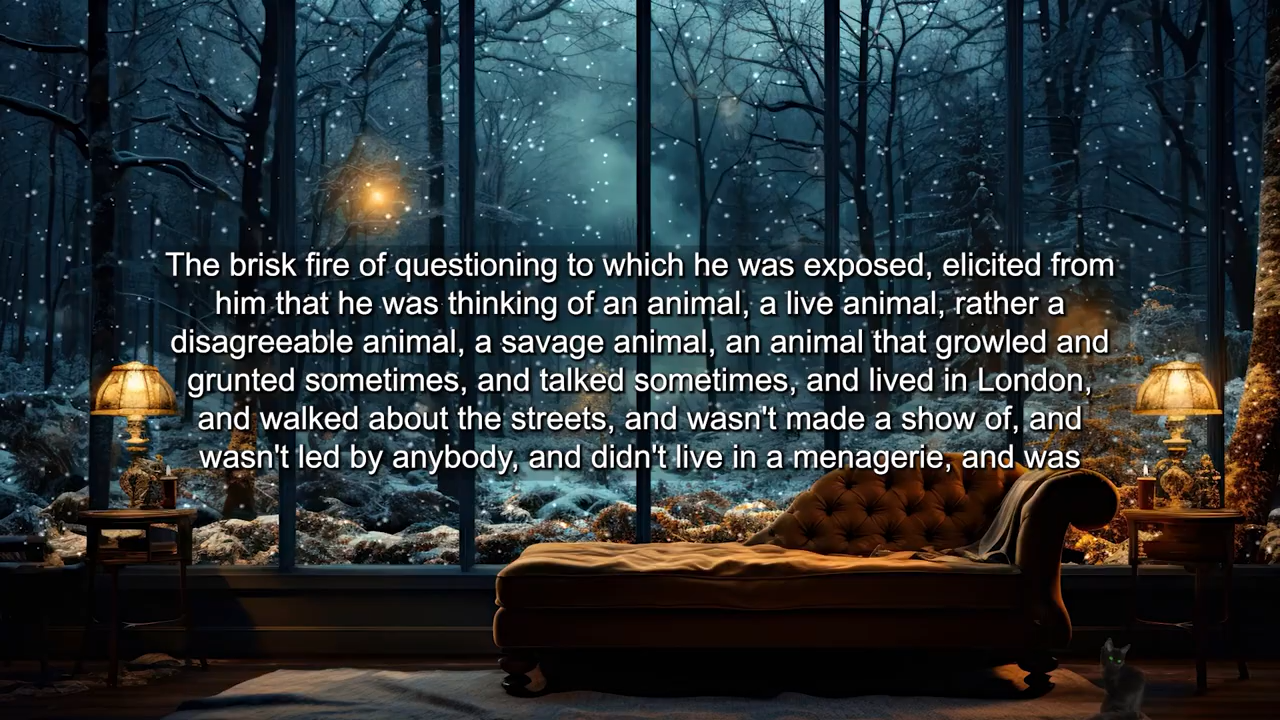 The brisk fire of questioning to which he was exposed, elicited from
him that he was thinking of an animal, a live animal, rather a
disagreeable animal, a savage animal, an animal that growled and
grunted sometimes, and talked sometimes, and lived in London,
and walked about the streets, and wasn't made a show of, and
wasn't led by anybody, and didn't live in a menagerie, and was